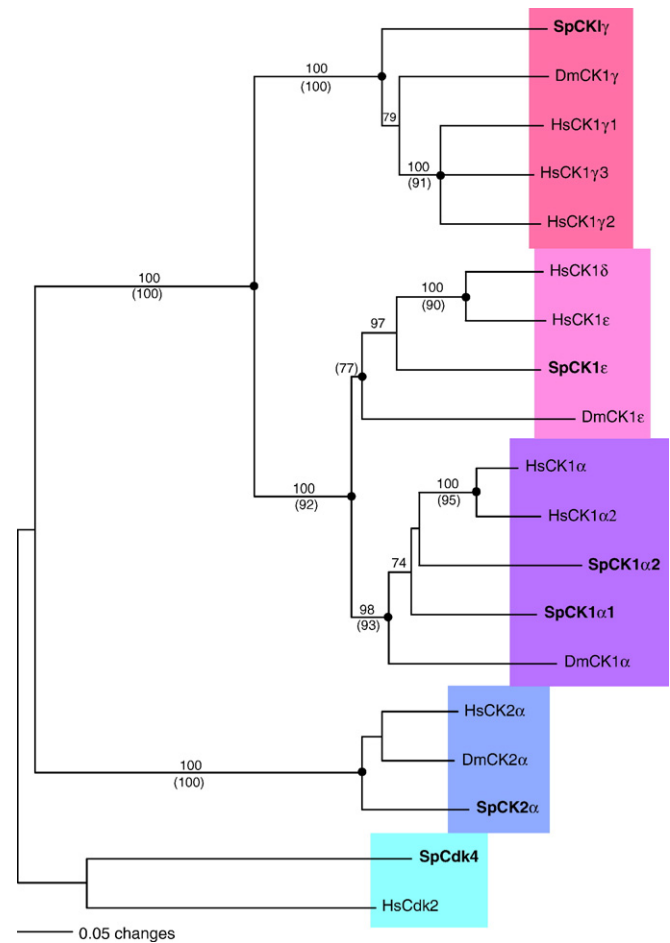 SpCKIγ
100
(100)
DmCK1γ
79
HsCK1γ1
100
(91)
HsCK1γ3
HsCK1γ2
HsCK1δ
100
(100)
100
(90)
HsCK1ε
97
(77)
SpCK1ε
DmCK1ε
HsCK1α
100
(92)
100
(95)
HsCK1α2
74
SpCK1α2
SpCK1α1
98
(93)
DmCK1α
HsCK2α
DmCK2α
100
(100)
SpCK2α
SpCdk4
HsCdk2
0.05 changes